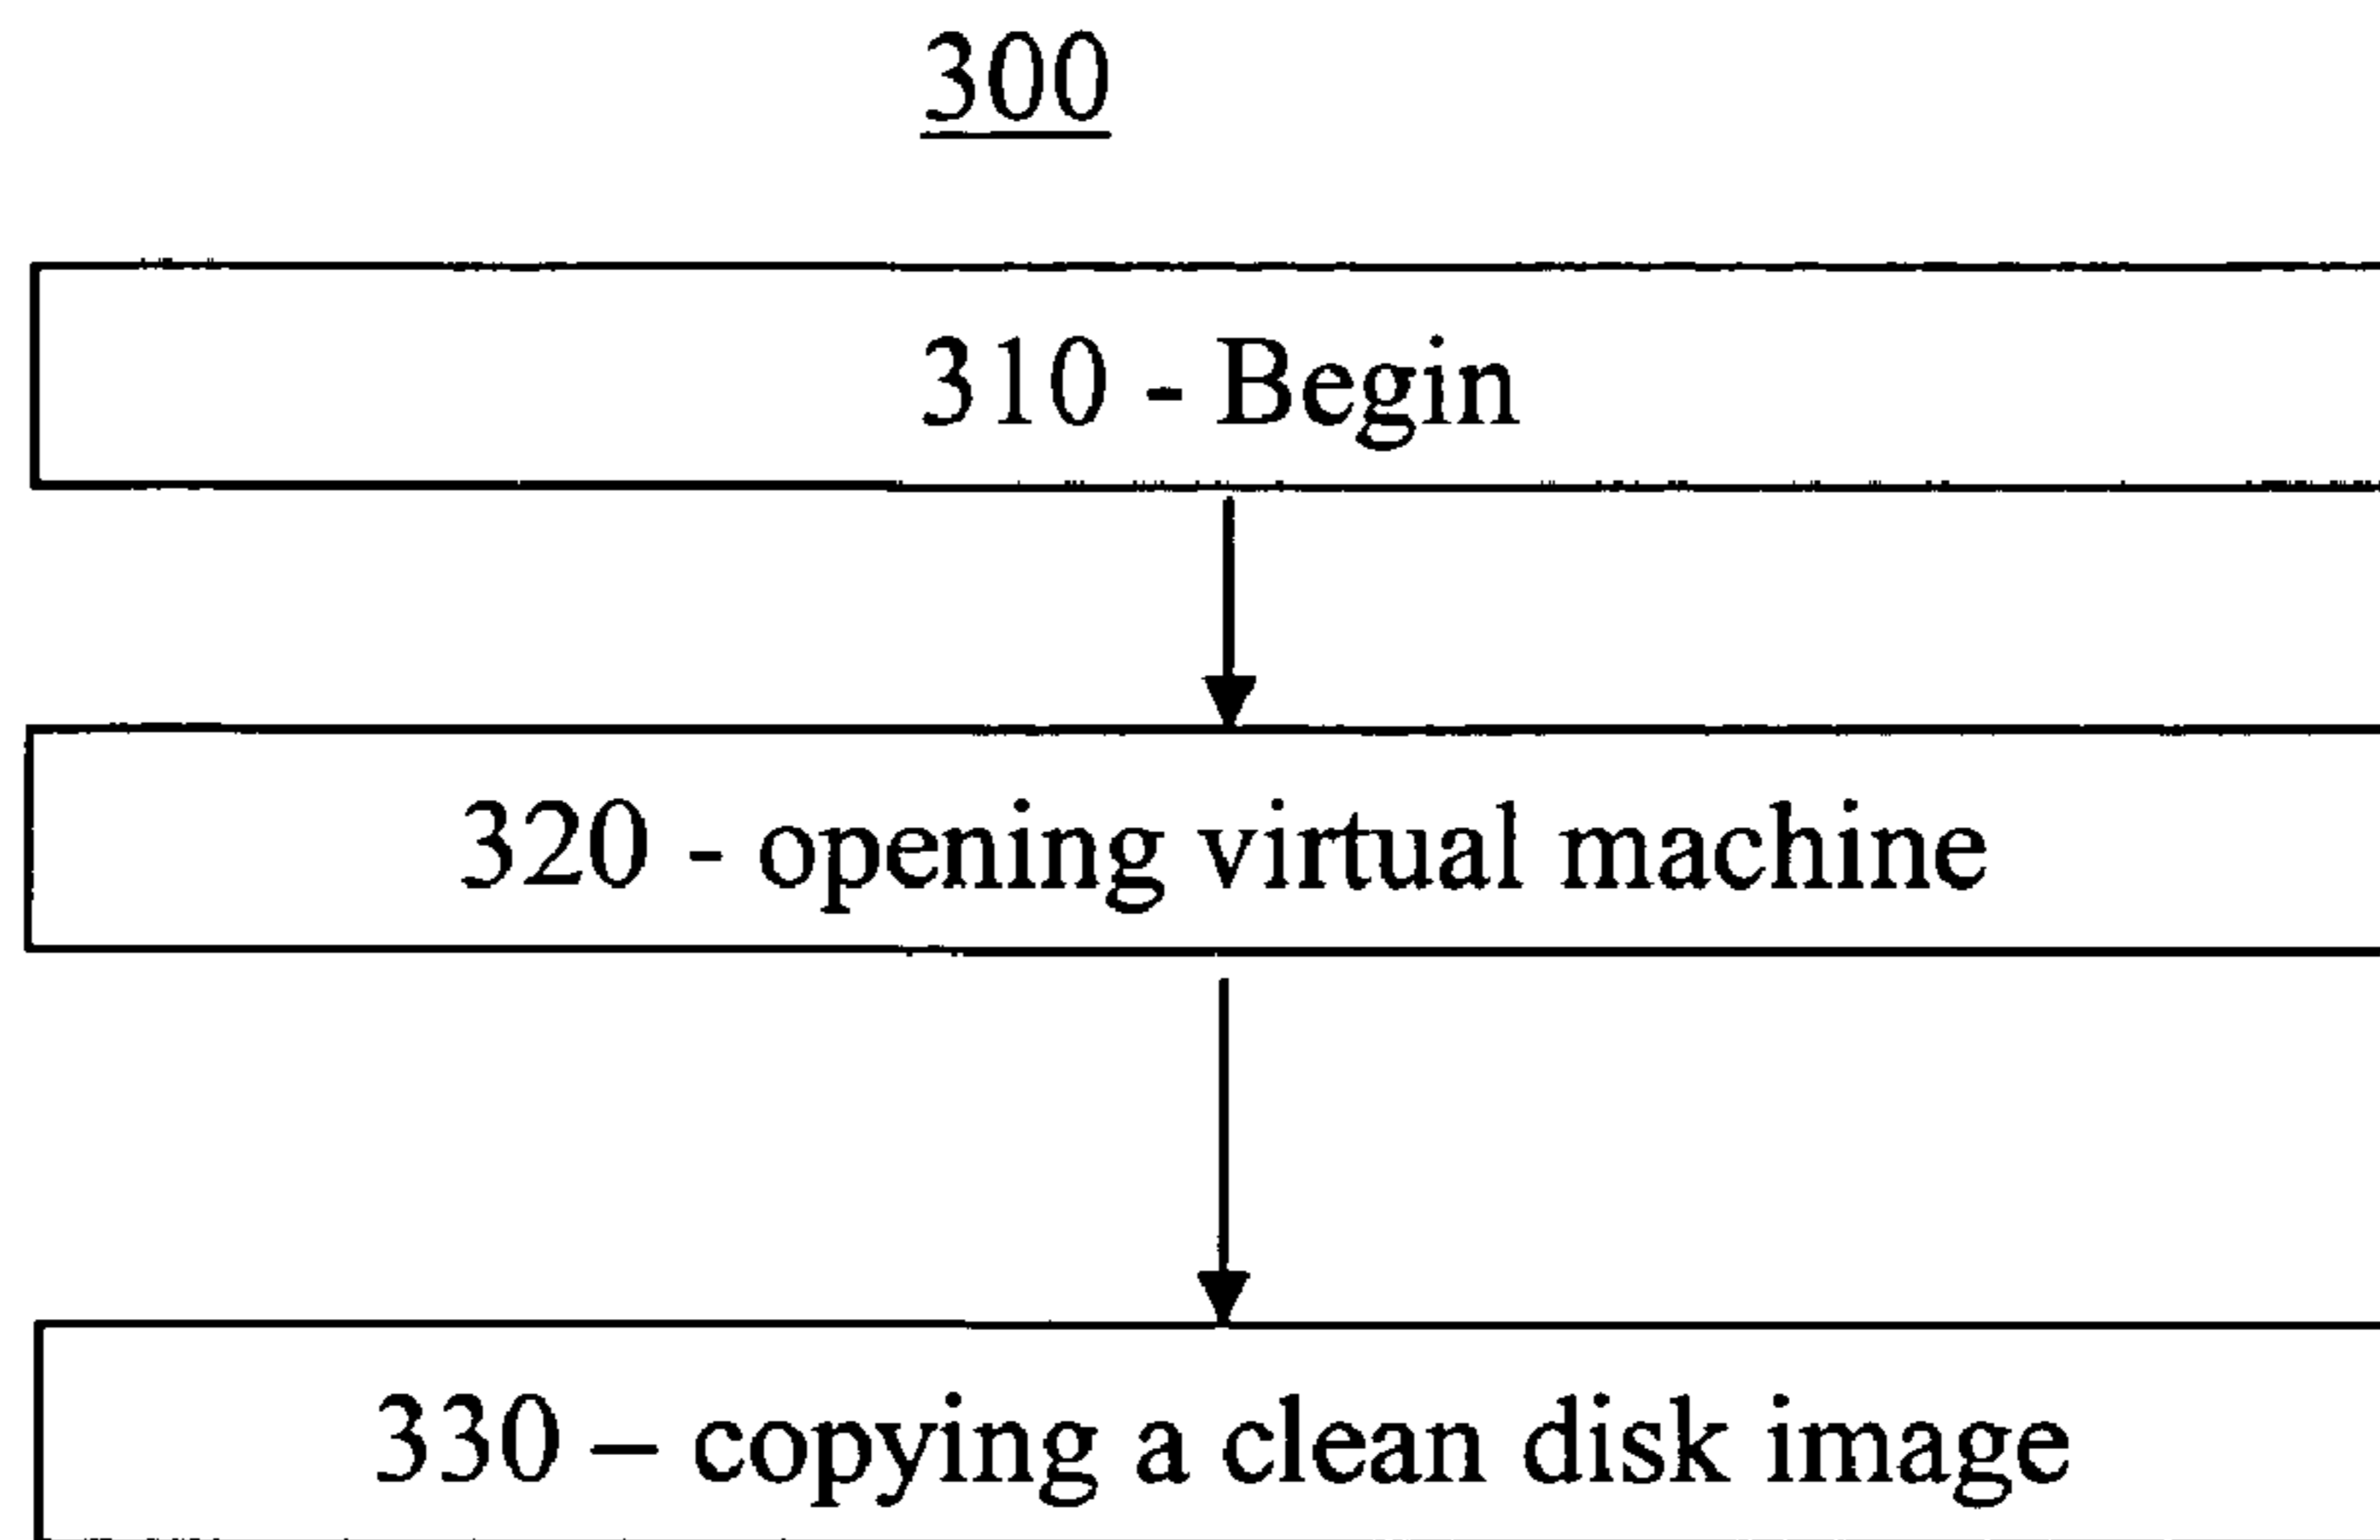 300
310 - Begin
320 - opening virtual machine
330 – copying a clean disk image